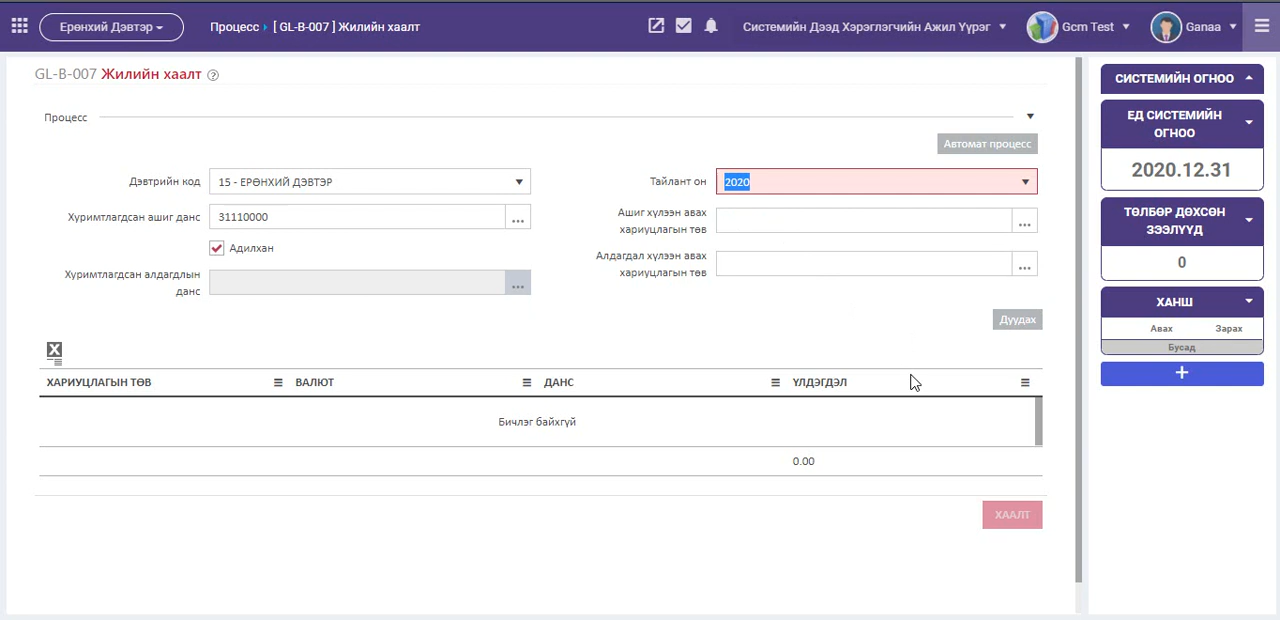 Ерөнхий Дэвтэр
Процесс
[ GL-B-007 ] Жилийн хаалт
Системийн Дээд Хэрэглэгчийн Ажил Үүрэг
Gcm Test
Ganaa
GL-B-007 Жилийн хаалт
Процесс
Автомат процесс
Дэвтрийн код
15 - ЕРӨНХИЙ ДЭВТЭР
Тайлант он
2020
Хуримтлагдсан ашиг данс
31110000
...
Ашиг хүлээн авах
хариуцлагын төв
...
Адилхан
Хуримтлагдсан алдагдлын
данс
...
Алдагдал хүлээн авах
хариуцлагын төв
...
Дуудах
ХАРИУЦЛАГЫН ТӨВ
ВАЛЮТ
ДАНС
ҮЛДЭГДЭЛ
Бичлэг байхгүй
0.00
ХААЛТ
СИСТЕМИЙН ОГНОО
ЕД СИСТЕМИЙН
ОГНОО
2020.12.31
ТӨЛБӨР ДӨХСӨН
ЗЭЭЛҮҮД
0
ХАНШ
Авах
Зарах
Бусад
+